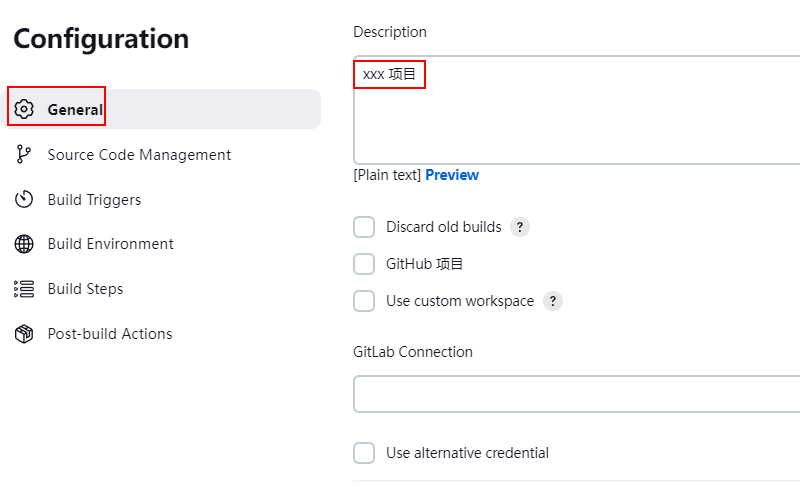 Configuration
General
Source Code Management
Build Triggers
Build Environment
Build Steps
Post-build Actions
Description
xxx 项目
[Plain text] Preview
Discard old builds ?
GitHub 项目
Use custom workspace ?
GitLab Connection
Use alternative credential